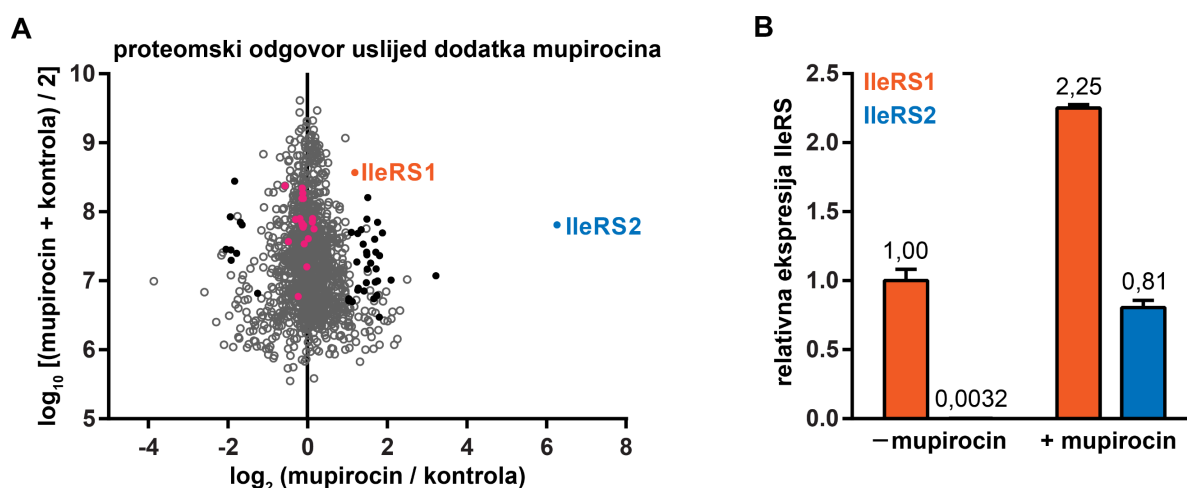 A
proteomski odgovor uslijed dodatka mupirocina
log₁₀ [(mupirocin + kontrola) / 2]
10
9
8
7
6
5
-4
-2
0
2
4
6
8
IleRS1
IleRS2
log₂ (mupirocin / kontrola)
B
relativna ekspresija IleRS
2.5
2.0
1.5
1.0
0.5
0.0
IleRS1
IleRS2
1,00
0,0032
2,25
0,81
−mupirocin
+ mupirocin